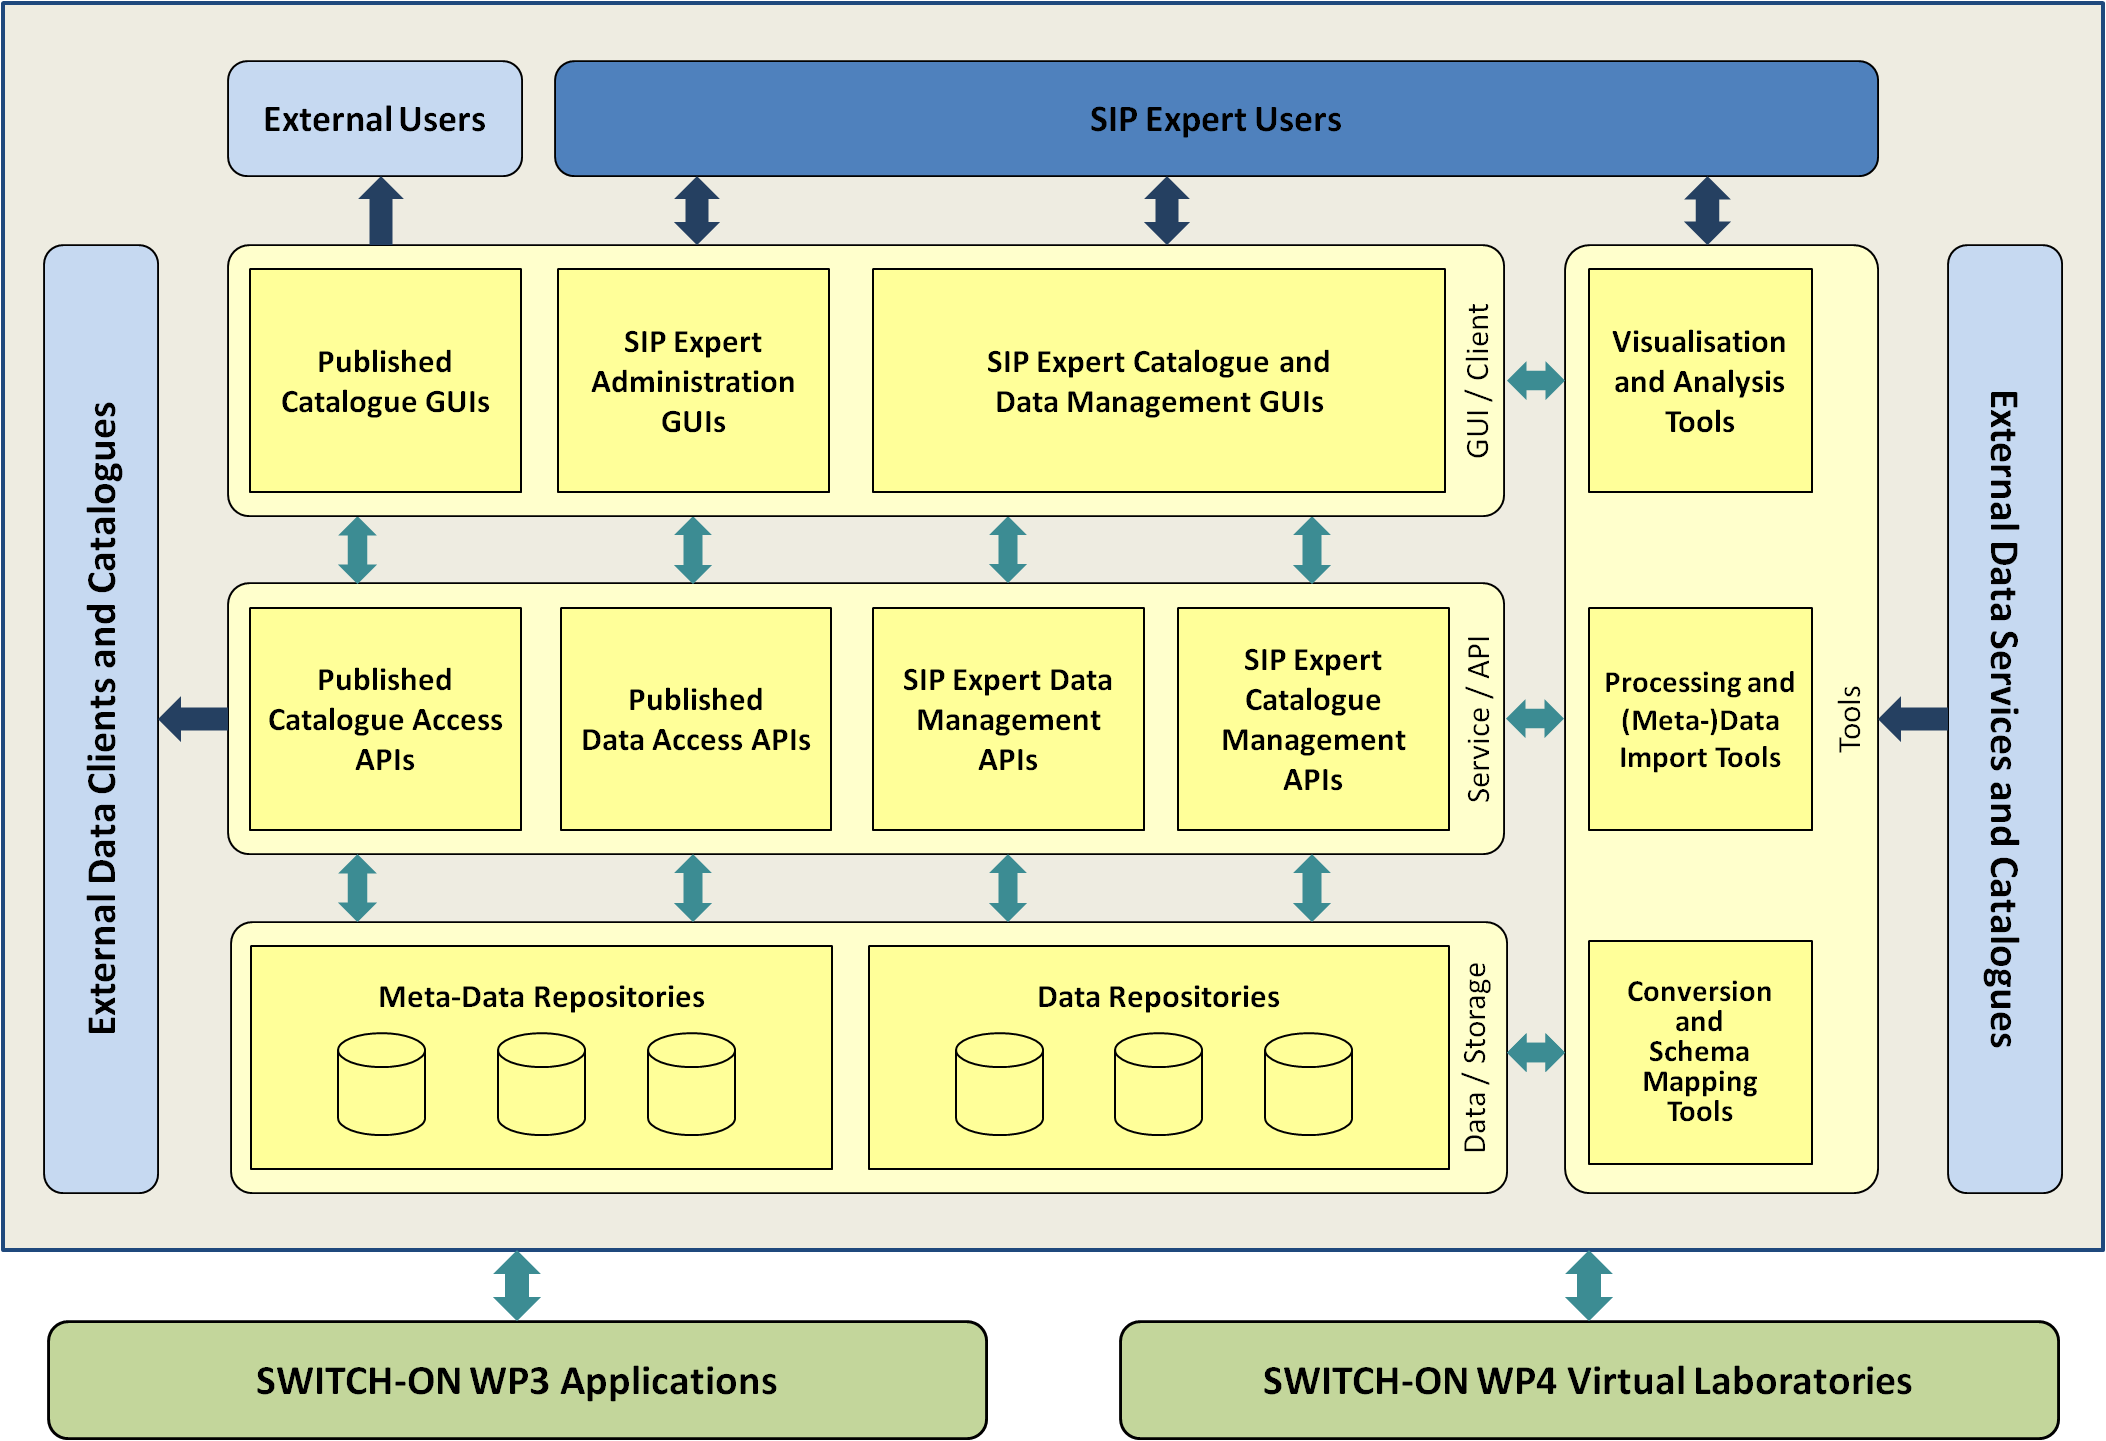 External Users
SIP Expert Users
External Data Clients and Catalogues
Published
Catalogue GUIs
SIP Expert
Administration
GUIs
SIP Expert Catalogue and
Data Management GUIs
GUI / Client
Visualisation
and Analysis
Tools
Published
Catalogue Access
APIs
Published
Data Access APIs
SIP Expert Data
Management
APIs
SIP Expert
Catalogue
Management
APIs
Service / API
Processing and
(Meta-)Data
Import Tools
Tools
Meta-Data Repositories
Data Repositories
Data / Storage
Conversion
and
Schema
Mapping
Tools
External Data Services and Catalogues
SWITCH-ON WP3 Applications
SWITCH-ON WP4 Virtual Laboratories